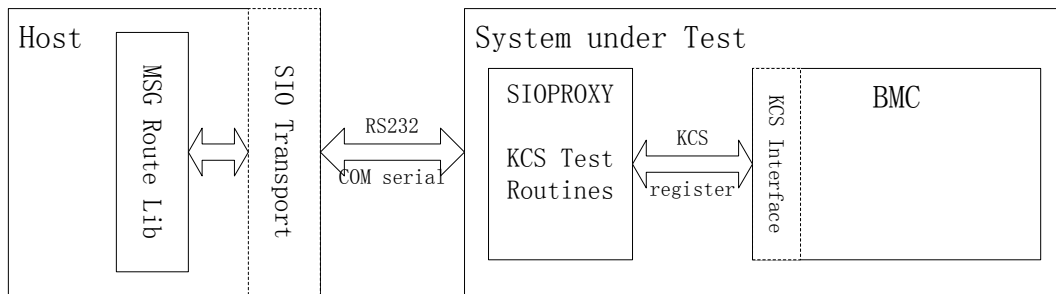 Host
MSG Route Lib
SIO Transport
RS232
COM serial
System under Test
SIOPROXY
KCS Test
Routines
KCS
register
KCS Interface
BMC